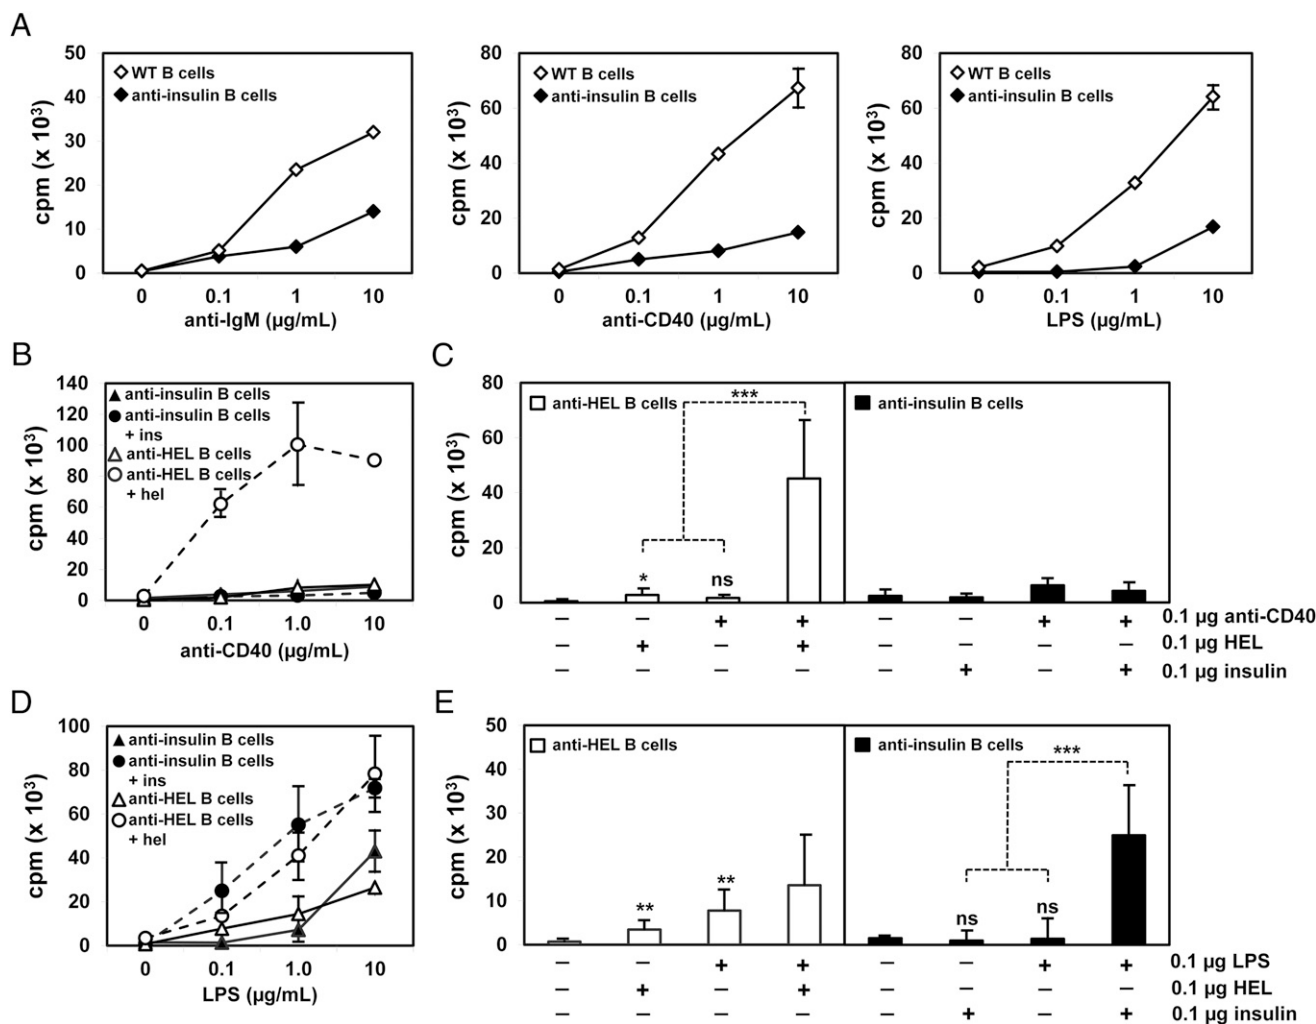 A
50
40
30
20
10
0
cpm (x 10³)
WT B cells
anti-insulin B cells
0 0.1 1 10
anti-IgM (µg/mL)
80
60
40
20
0
cpm (x 10³)
WT B cells
anti-insulin B cells
0 0.1 1 10
anti-CD40 (µg/mL)
80
60
40
20
0
cpm (x 10³)
WT B cells
anti-insulin B cells
0 0.1 1 10
LPS (µg/mL)
B
140
120
100
80
60
40
20
0
cpm (x 10³)
anti-insulin B cells
anti-insulin B cells
+ ins
anti-HEL B cells
anti-HEL B cells
+ hel
0 0.1 1.0 10
anti-CD40 (µg/mL)
C
80
60
40
20
0
cpm (x 10³)
anti-HEL B cells
***
* ns
anti-insulin B cells
– – + + – – + + 0.1 µg anti-CD40
– + – + – – – – 0.1 µg HEL
– – – – – + – + 0.1 µg insulin
D
100
80
60
40
20
0
cpm (x 10³)
anti-insulin B cells
anti-insulin B cells
+ ins
anti-HEL B cells
anti-HEL B cells
+ hel
0 0.1 1.0 10
LPS (µg/mL)
E
50
40
30
20
10
0
cpm (x 10³)
anti-HEL B cells
** **
anti-insulin B cells
***
ns ns
– – + + – – + + 0.1 µg LPS
– + – + – – – – 0.1 µg HEL
– – – – – + – + 0.1 µg insulin